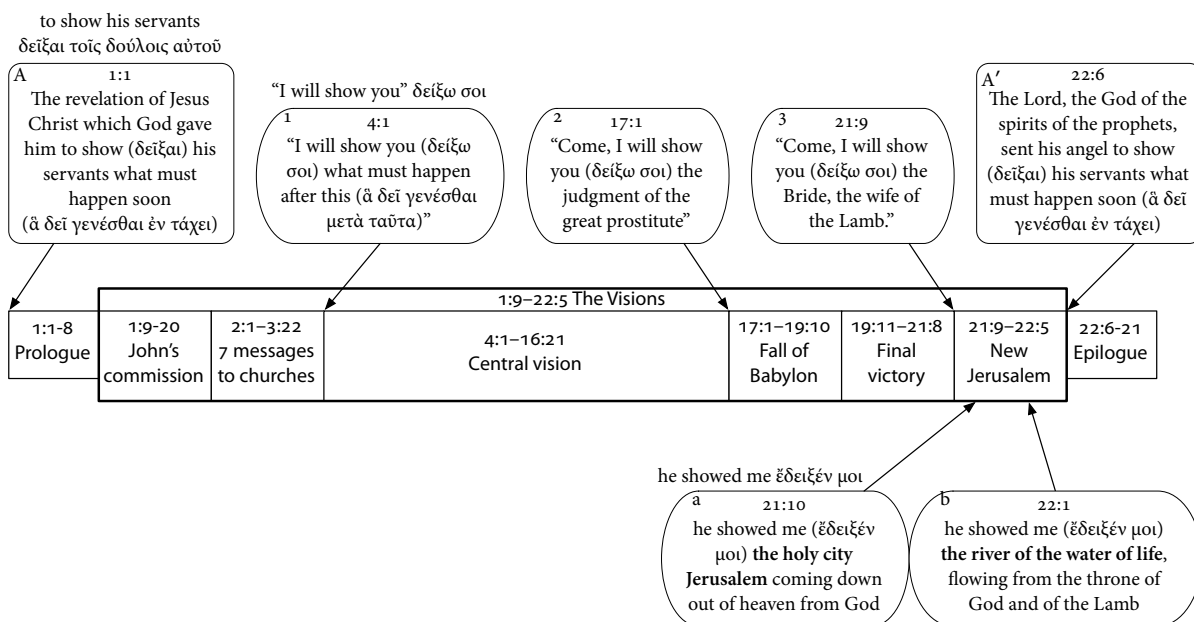 to show his servants
δεῖξαι τοῖς δούλοις αὐτοῦ
A
1:1
The revelation of Jesus
Christ which God gave
him to show (δεῖξαι) his
servants what must
happen soon
(ἃ δεῖ γενέσθαι ἐν τάχει)
“I will show you” δείξω σοι
1
4:1
“I will show you (δείξω
σοι) what must happen
after this (ἃ δεῖ γενέσθαι
μετὰ ταῦτα)”
2
17:1
“Come, I will show
you (δείξω σοι) the
judgment of the
great prostitute”
3
21:9
“Come, I will show
you (δείξω σοι) the
Bride, the wife of
the Lamb.”
A′
22:6
The Lord, the God of the
spirits of the prophets,
sent his angel to show
(δεῖξαι) his servants what
must happen soon (ἃ δεῖ
γενέσθαι ἐν τάχει)
1:9–22:5 The Visions
1:1-8
Prologue
1:9-20
John’s
commission
2:1–3:22
7 messages
to churches
4:1–16:21
Central vision
17:1–19:10
Fall of
Babylon
19:11–21:8
Final
victory
21:9–22:5
New
Jerusalem
22:6-21
Epilogue
he showed me ἔδειξέν μοι
a
21:10
he showed me (ἔδειξέν
μοι) the holy city
Jerusalem coming down
out of heaven from God
b
22:1
he showed me (ἔδειξέν μοι)
the river of the water of life,
flowing from the throne of
God and of the Lamb